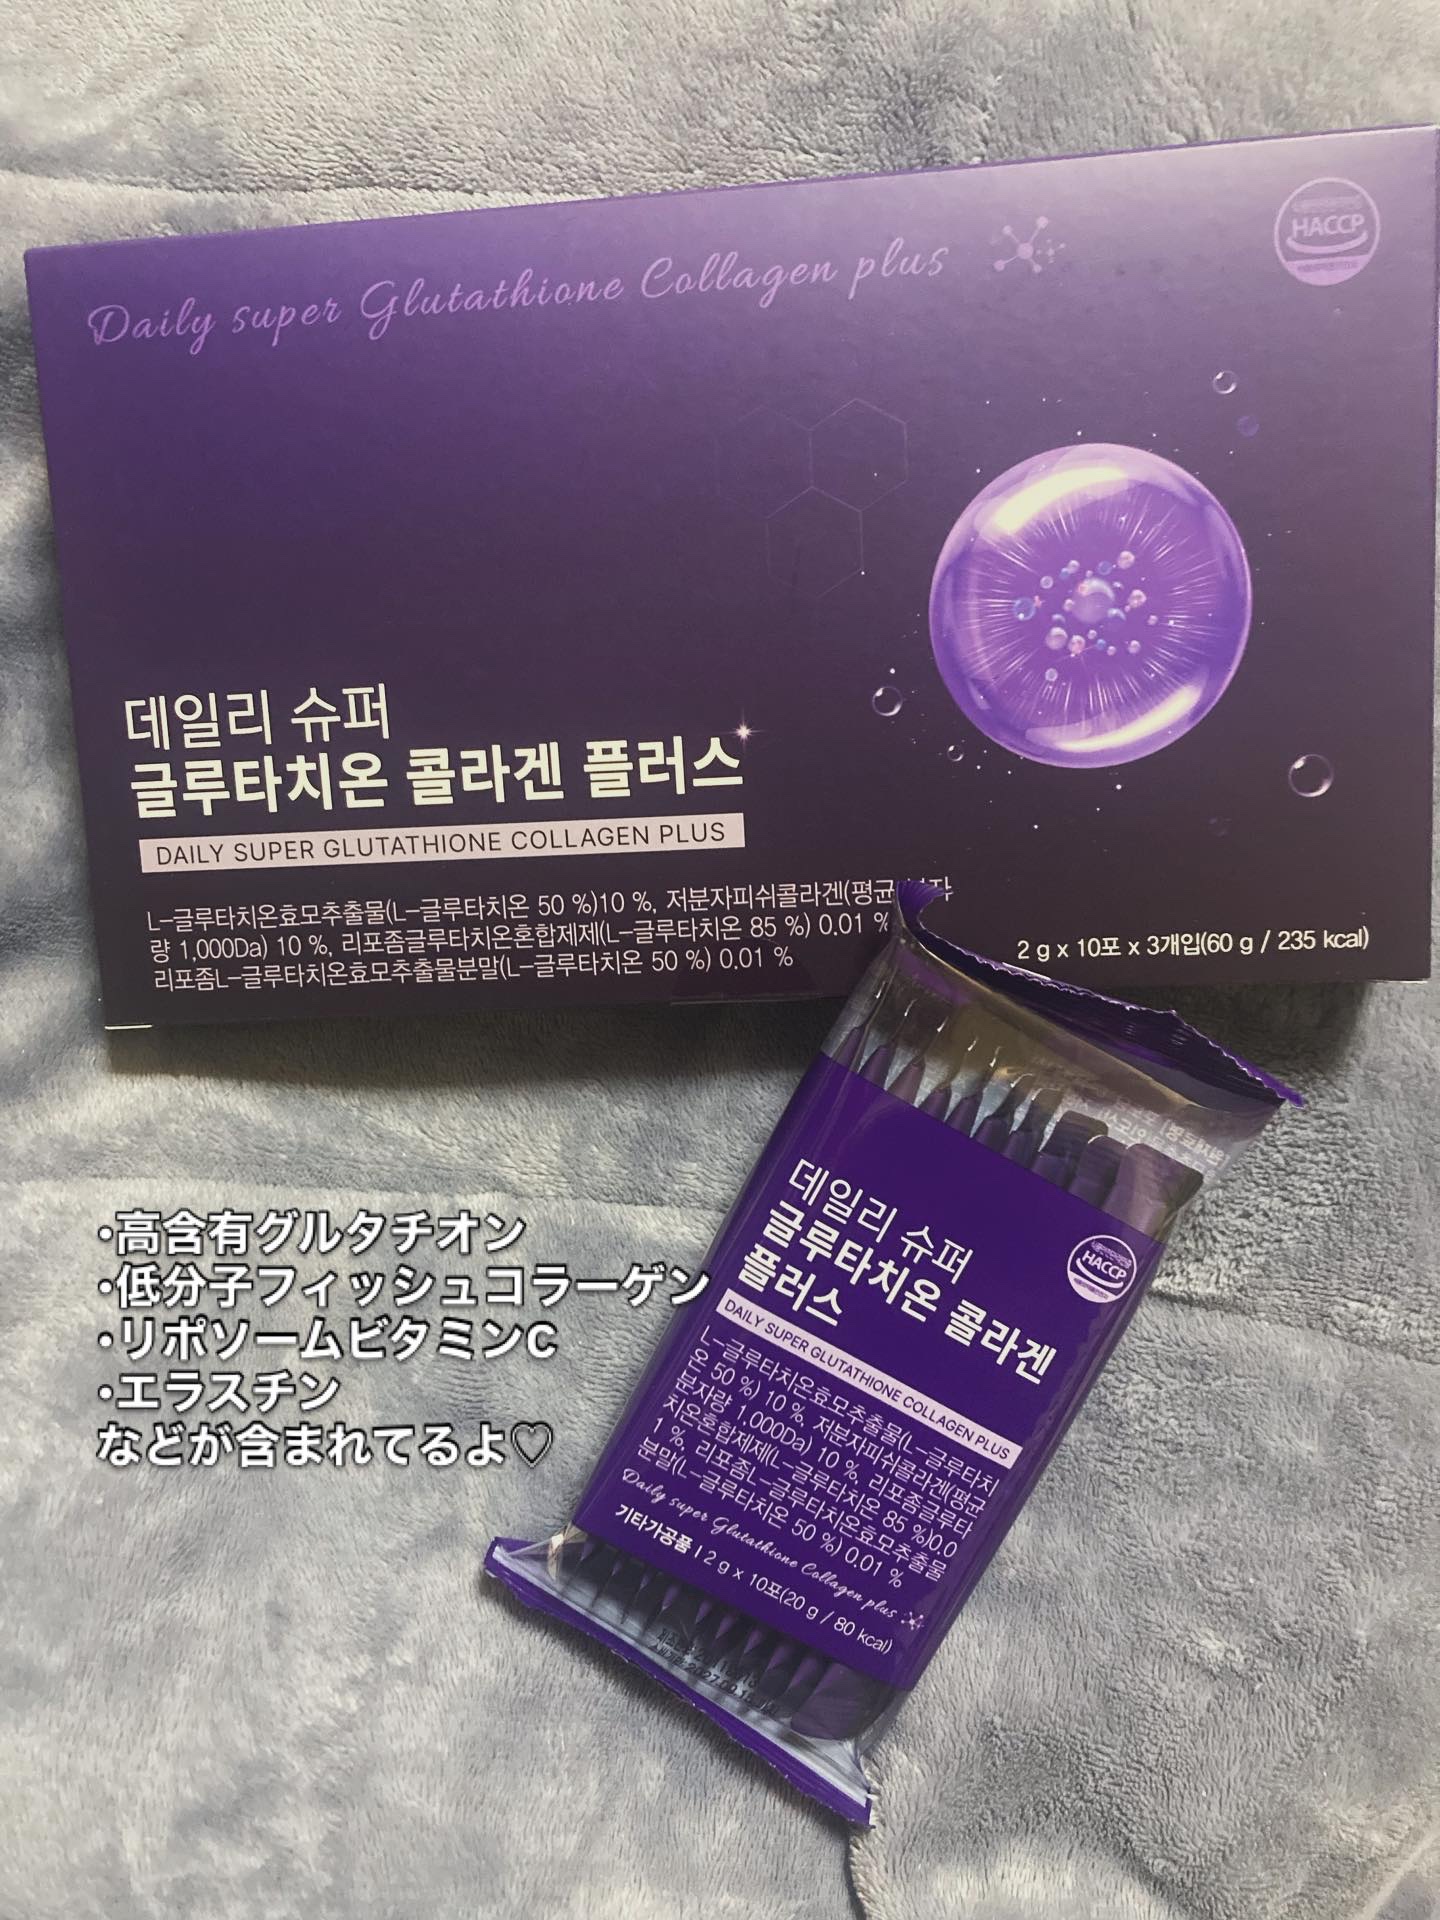 Daily super Glutathione Collagen plus
HACCP
데일리 슈퍼
글루타치온 콜라겐 플러스
DAILY SUPER GLUTATHIONE COLLAGEN PLUS
L-글루타치온효모추출물(L-글루타치온 50 %)10 %, 저분자피쉬콜라겐(평균
량 1,000Da) 10 %, 리포좀글루타치온혼합제제(L-글루타치온 85 %) 0.01 %
리포좀L-글루타치온효모추출물분말(L-글루타치온 50 %) 0.01 %
2 g x 10포 x 3개입(60 g / 235 kcal)
•高含有グルタチオン
•低分子フィッシュコラーゲン
•リポソームビタミンC
•エラスチン
などが含まれてるよ♡
데일리 슈퍼
글루타치온 콜라겐
플러스
HACCP
DAILY SUPER GLUTATHIONE COLLAGEN PLUS
L-글루타치온효모추출물(L-글루타치
온 50 %) 10 %, 저분자피쉬콜라겐(평균
분자량 1,000Da) 10 %, 리포좀글루타
치온혼합제제(L-글루타치온 85 %)0.0
1 %, 리포좀L-글루타치온효모추출물
분말(L-글루타치온 50 %) 0.01 %
Daily super Glutathione Collagen plus
기타가공품 | 2 g x 10포(20 g / 80 kcal)